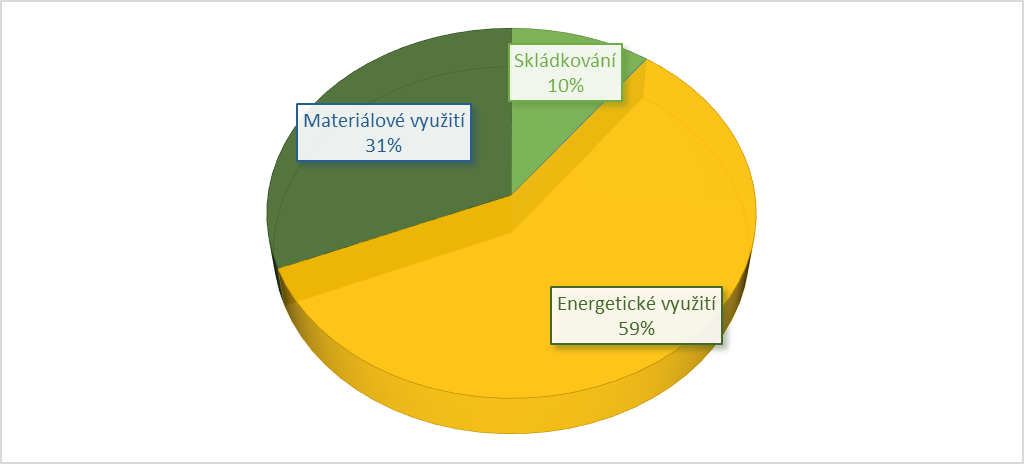 Skládkování
10%
Materiálové využití
31%
Energetické využití
59%